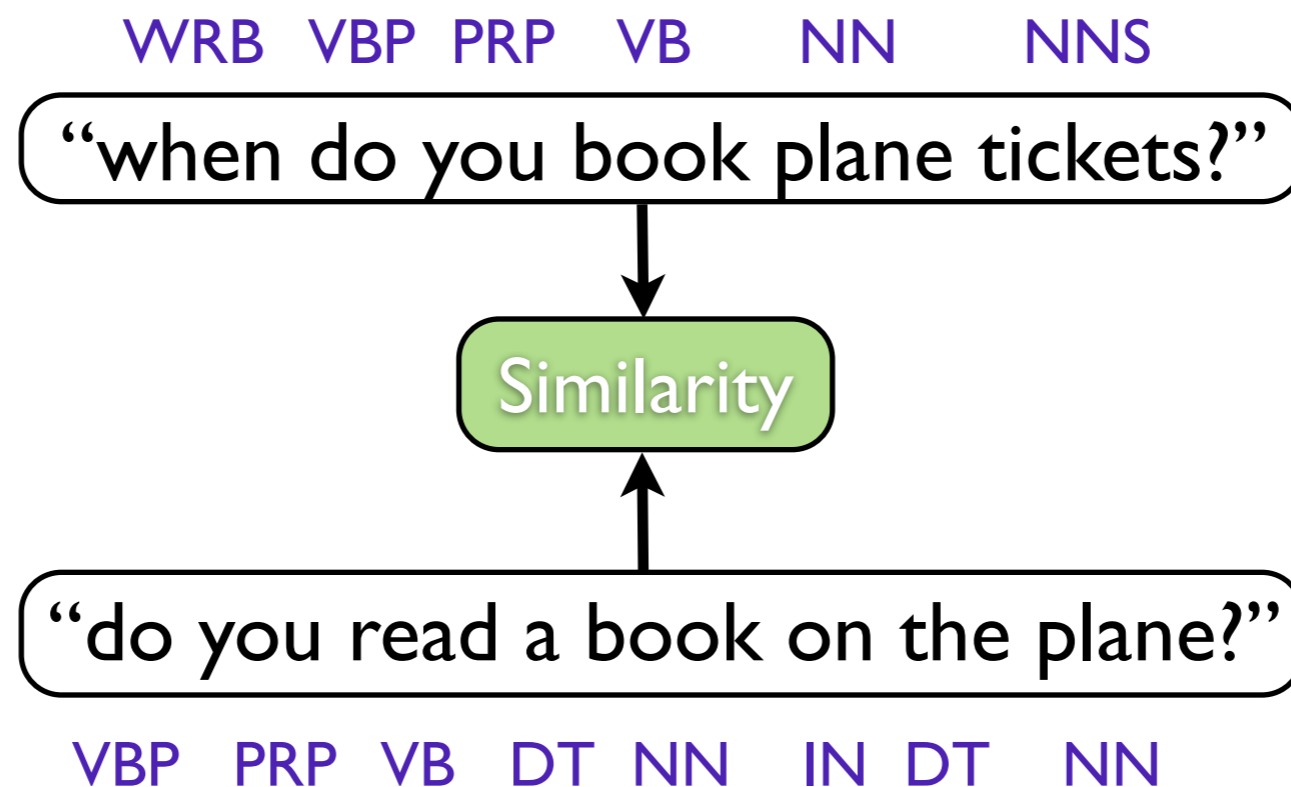 WRB VBP PRP VB NN NNS
“when do you book plane tickets?”
Similarity
“do you read a book on the plane?”
VBP PRP VB DT NN IN DT NN